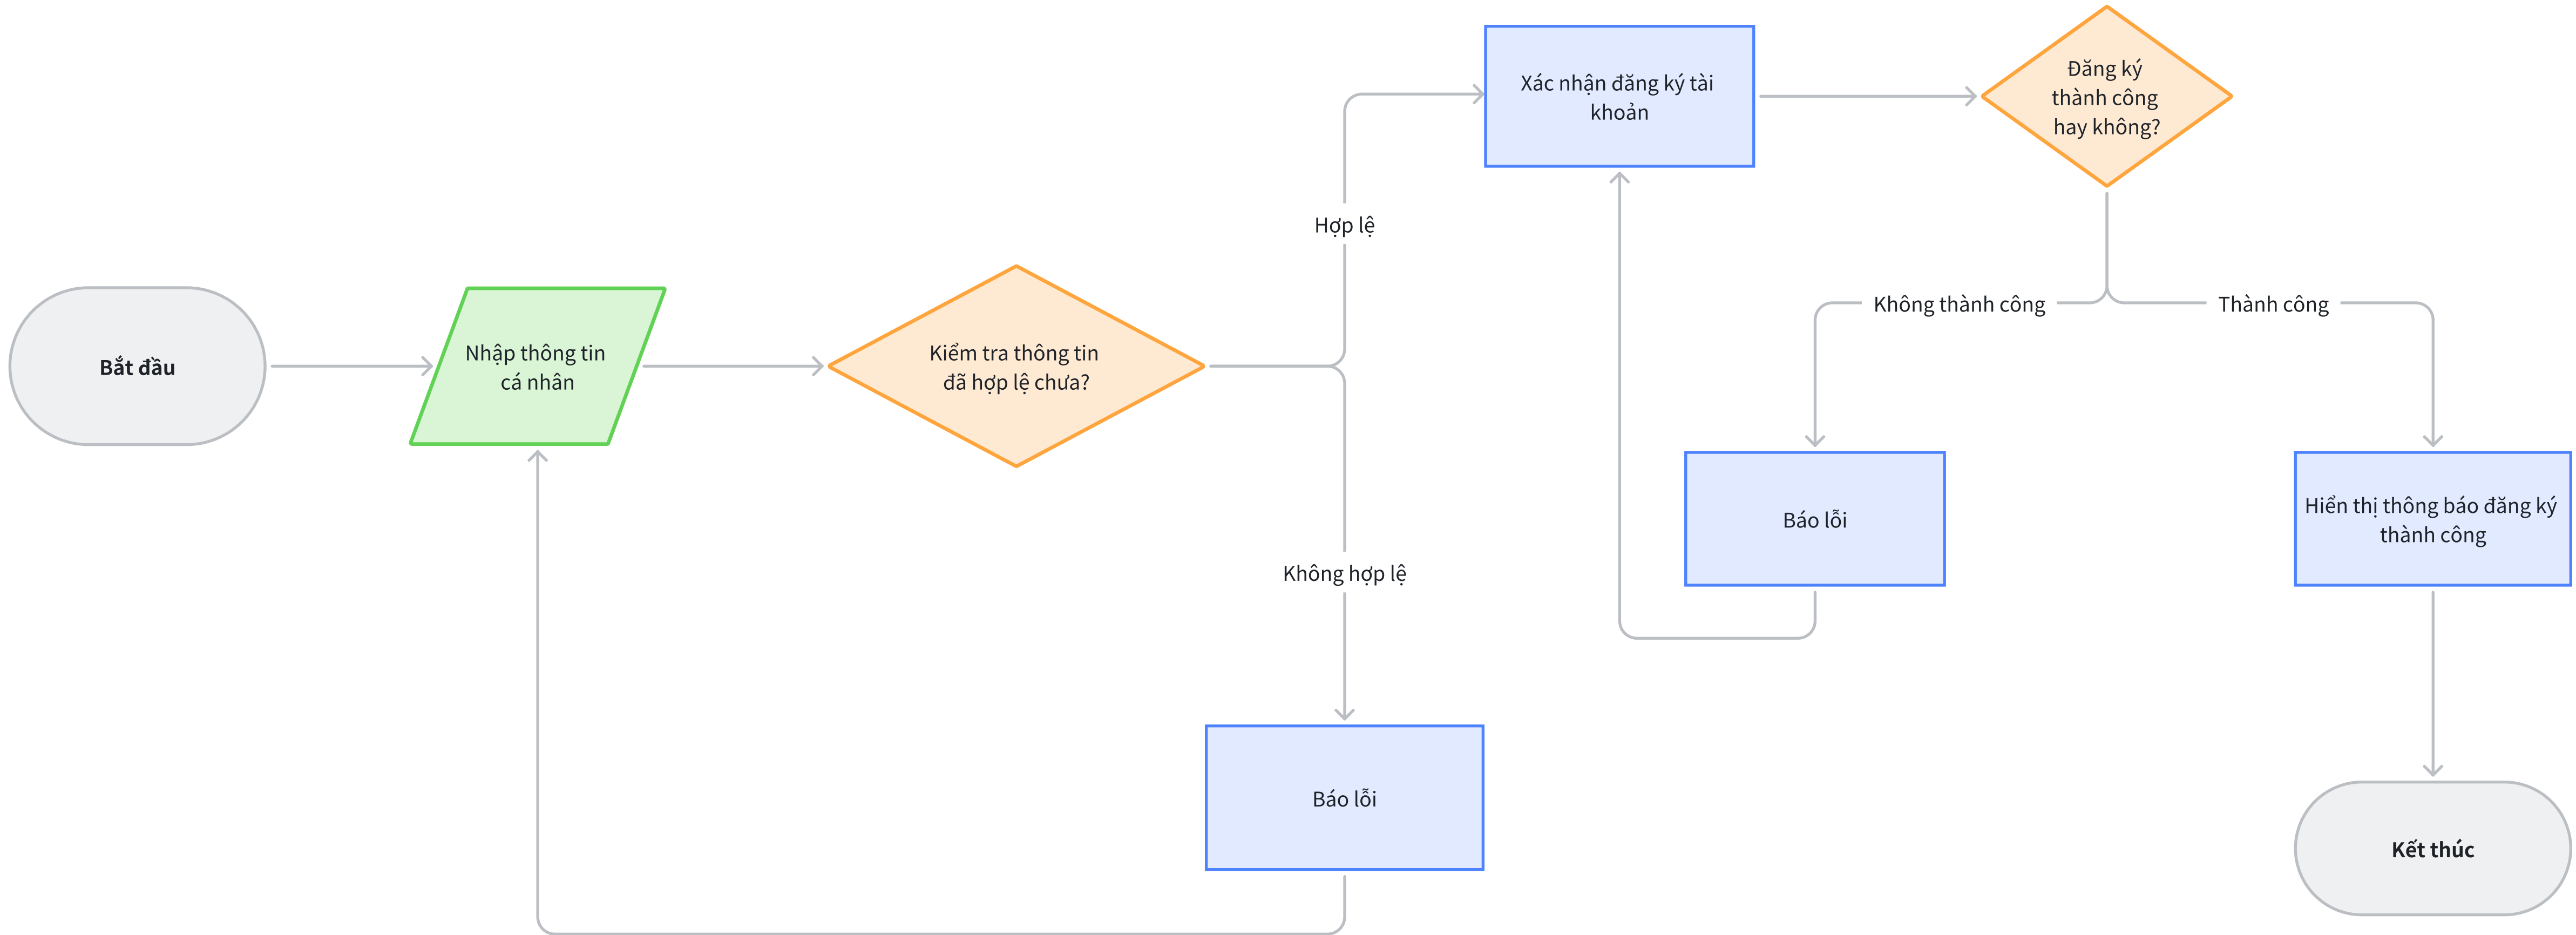 Bắt đầu
Nhập thông tin
cá nhân
Kiểm tra thông tin
đã hợp lệ chưa?
Hợp lệ
Không hợp lệ
Báo lỗi
Xác nhận đăng ký tài
khoản
Đăng ký
thành công
hay không?
Không thành công
Thành công
Báo lỗi
Hiển thị thông báo đăng ký
thành công
Kết thúc